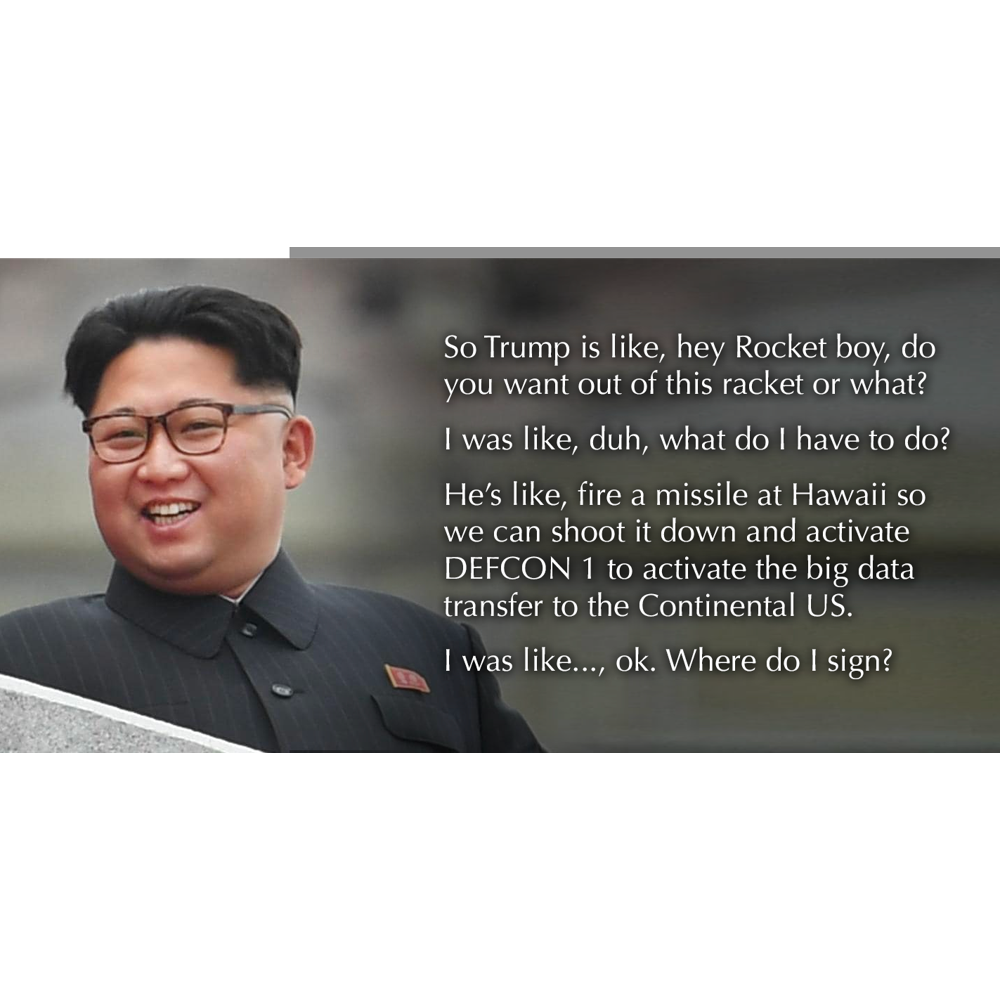 So Trump is like, hey Rocket boy, do
you want out of this racket or what?
I was like, duh, what do I have to do?
He’s like, fire a missile at Hawaii so
we can shoot it down and activate
DEFCON 1 to activate the big data
transfer to the Continental US.
I was like..., ok. Where do I sign?